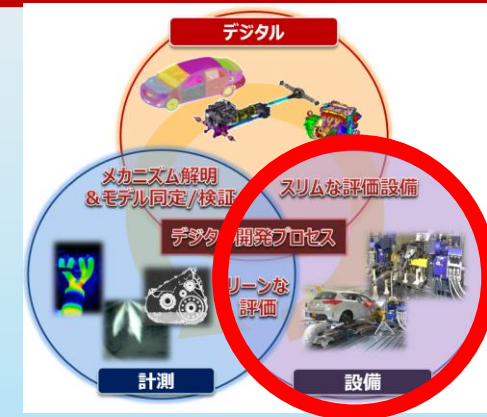 デジタル
メカニズム解明
&モデル同定/検証
スリムな評価設備
デジタル開発プロセス
リーンな
評価
計測
設備